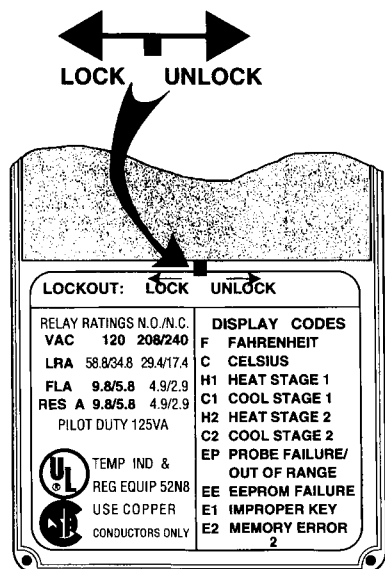 LOCK UNLOCK
LOCKOUT: LOCK UNLOCK
RELAY RATINGS N.O./N.C.
VAC 120 208/240
LRA 58.8/34.8 29.4/17.4
FLA 9.8/5.8 4.9/2.9
RES A 9.8/5.8 4.9/2.9
PILOT DUTY 125VA
UL
®
TEMP IND &
REG EQUIP 52N8
SA
USE COPPER
CONDUCTORS ONLY
DISPLAY CODES
F FAHRENHEIT
C CELSIUS
H1 HEAT STAGE 1
C1 COOL STAGE 1
H2 HEAT STAGE 2
C2 COOL STAGE 2
EP PROBE FAILURE/
OUT OF RANGE
EE EEPROM FAILURE
E1 IMPROPER KEY
E2 MEMORY ERROR
2